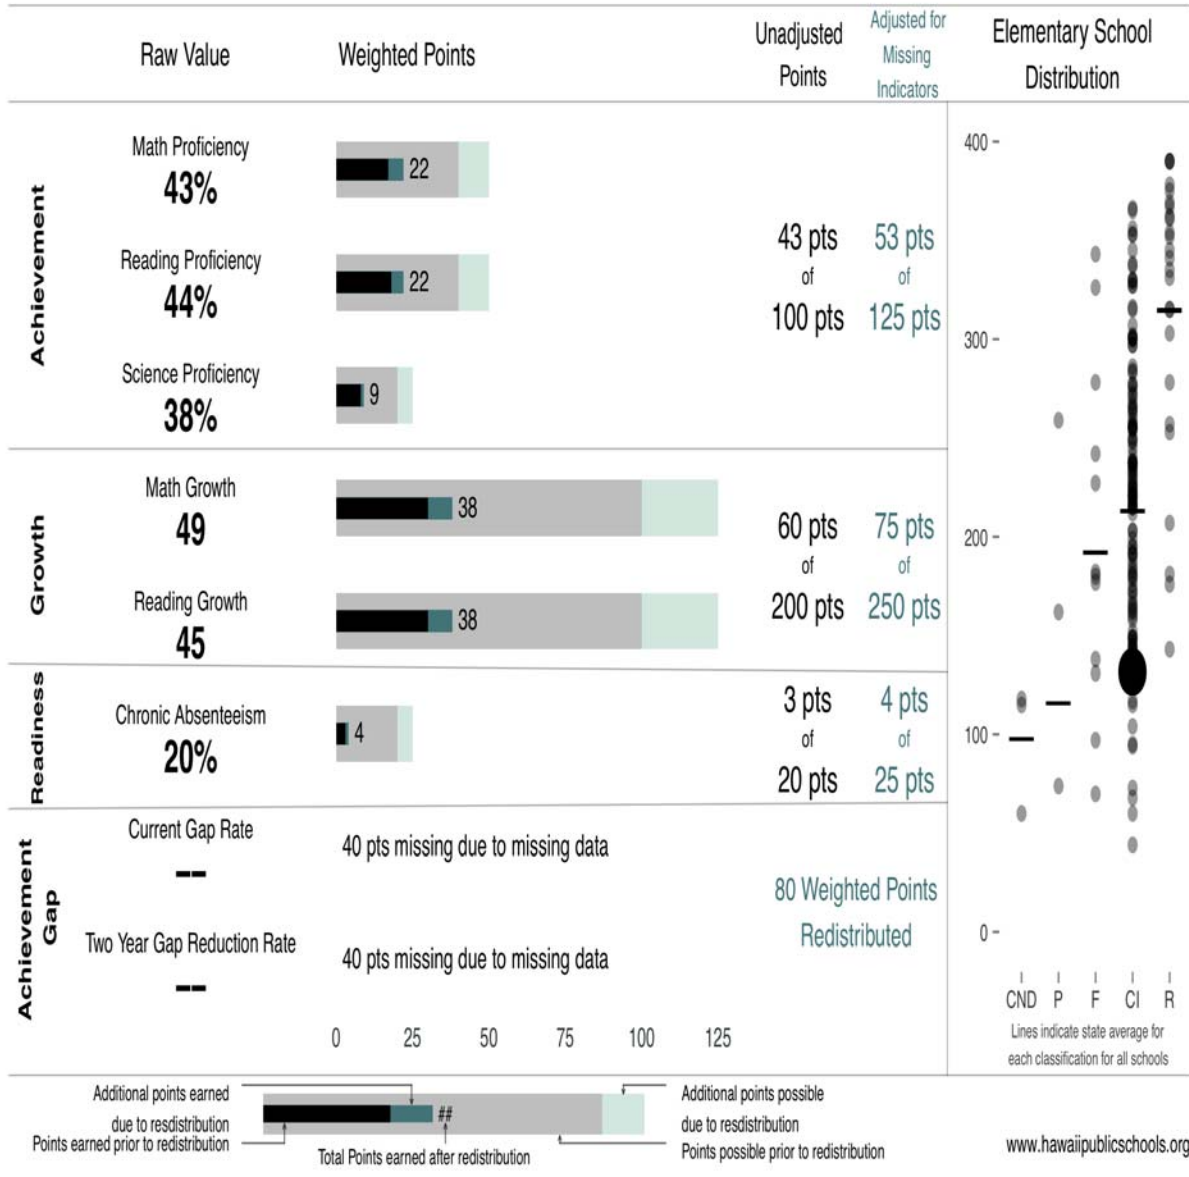 Raw Value
Weighted Points
Unadjusted
Points
Adjusted for
Missing
Indicators
Elementary School
Distribution
Achievement
Math Proficiency
43%
22
Reading Proficiency
44%
22
Science Proficiency
38%
9
43 pts
of
100 pts
53 pts
of
125 pts
Growth
Math Growth
49
38
Reading Growth
45
38
60 pts
of
200 pts
75 pts
of
250 pts
Readiness
Chronic Absenteeism
20%
4
3 pts
of
20 pts
4 pts
of
25 pts
Achievement
Gap
Current Gap Rate
--
40 pts missing due to missing data
Two Year Gap Reduction Rate
--
40 pts missing due to missing data
80 Weighted Points
Redistributed
0 25 50 75 100 125
400
300
200
100
0
CND P F CI R
Lines indicate state average for
each classification for all schools
Additional points earned
due to resdistribution
Points earned prior to redistribution
##
Total Points earned after redistribution
Additional points possible
due to resdistribution
Points possible prior to redistribution
www.hawaiipublicschools.org